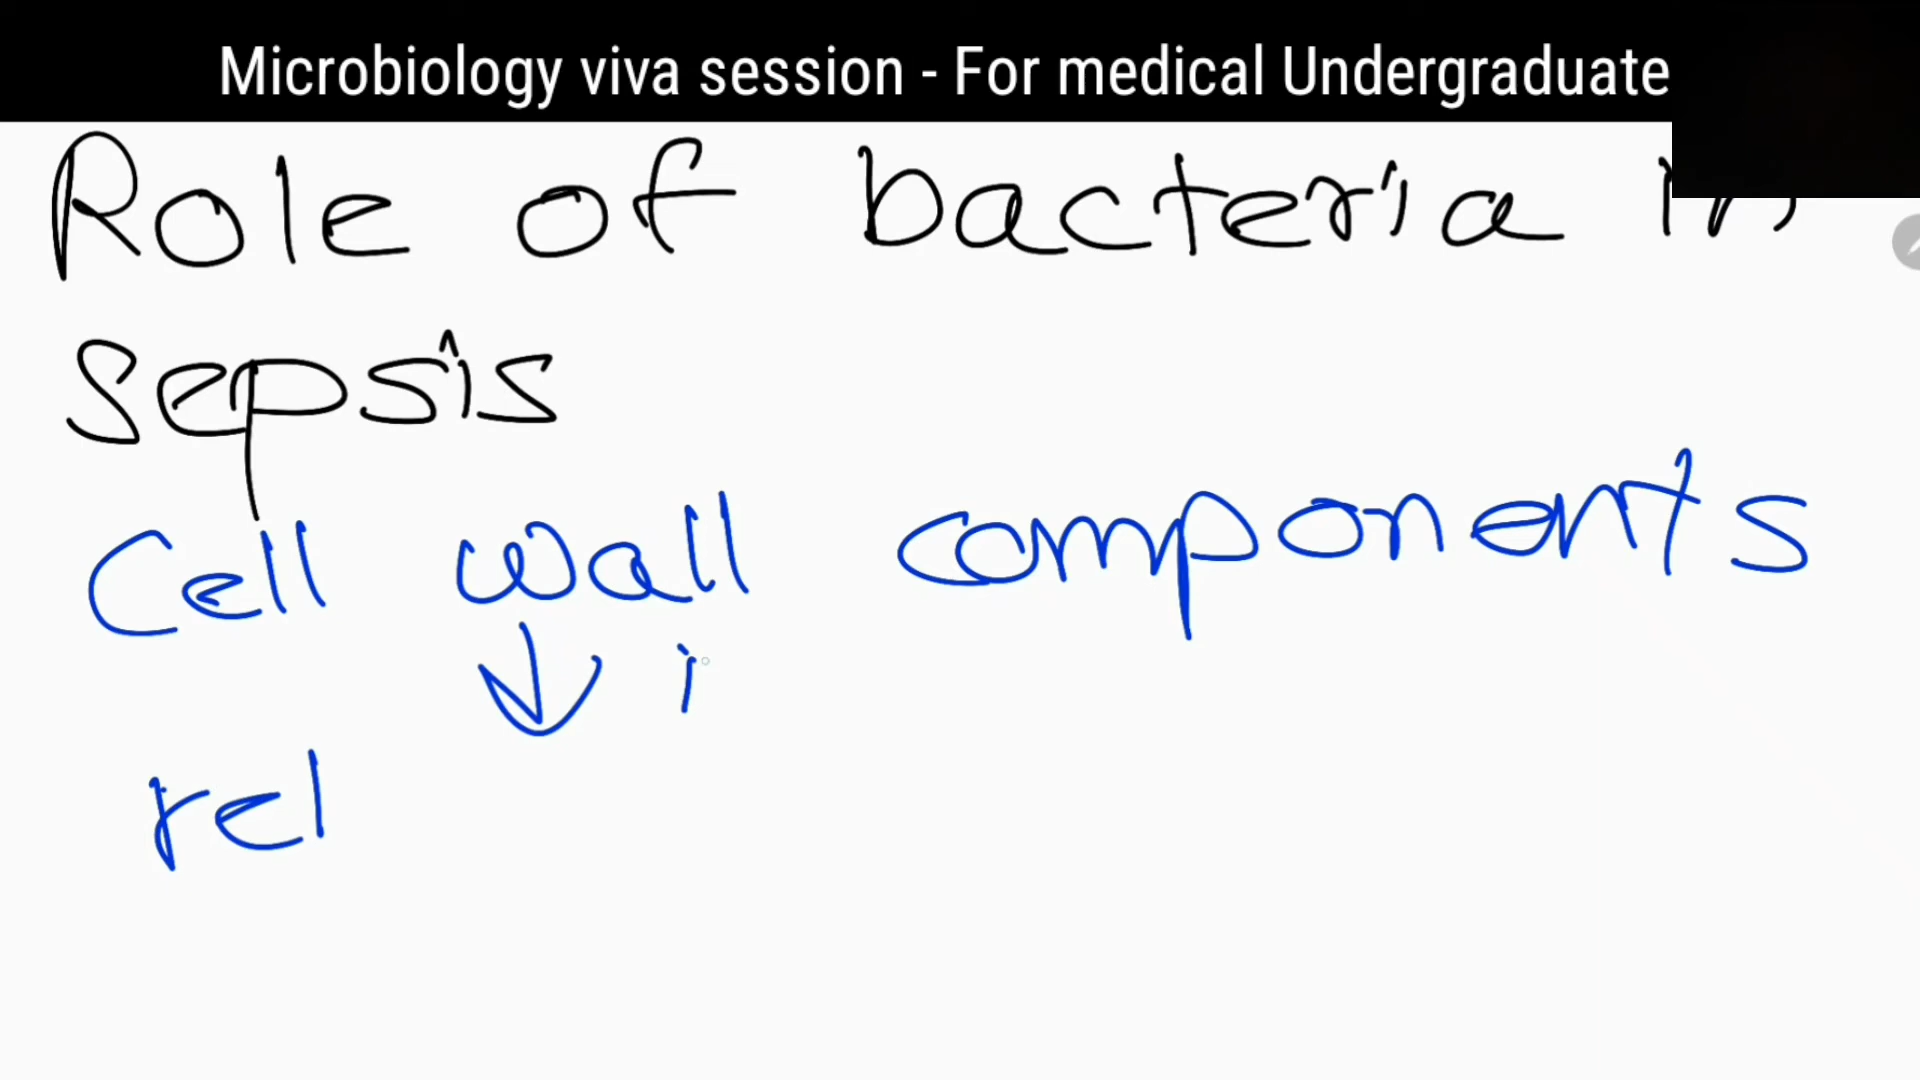 Microbiology viva session - For medical Undergraduate
Role of bacteria in
sepsis
Cell wall components
i
rel